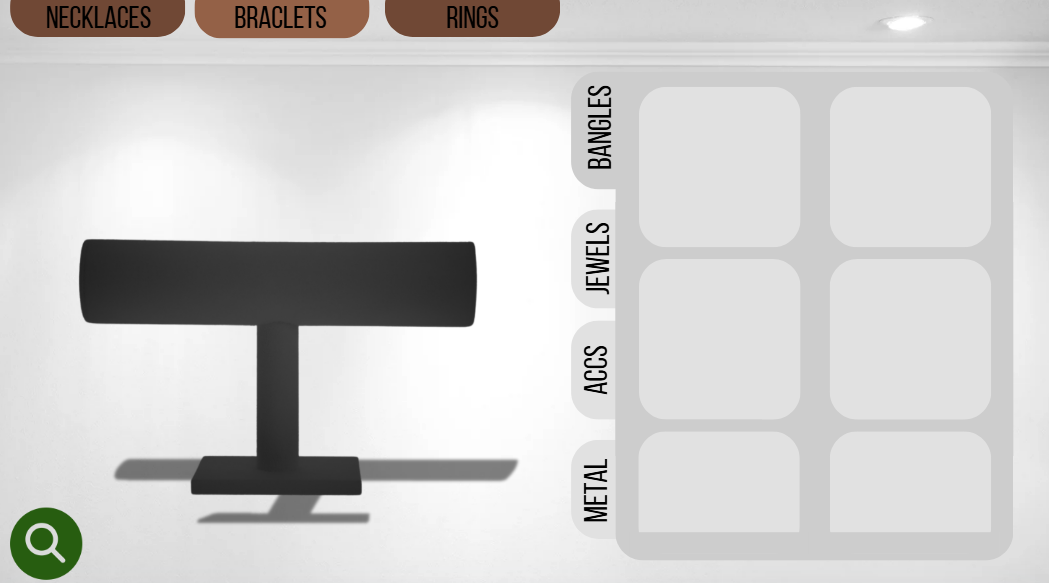 NECKLACES
BRACLETS
RINGS
BANGLES
JEWELS
ACCS
METAL